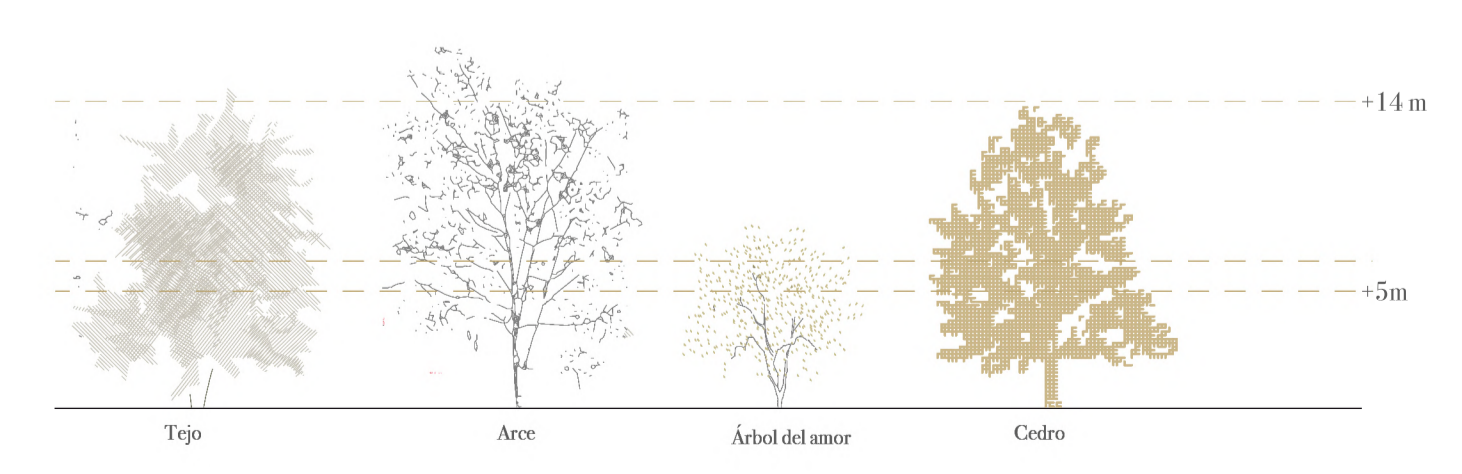 +14 m
+5m
Tejo
Arce
Árbol del amor
Cedro